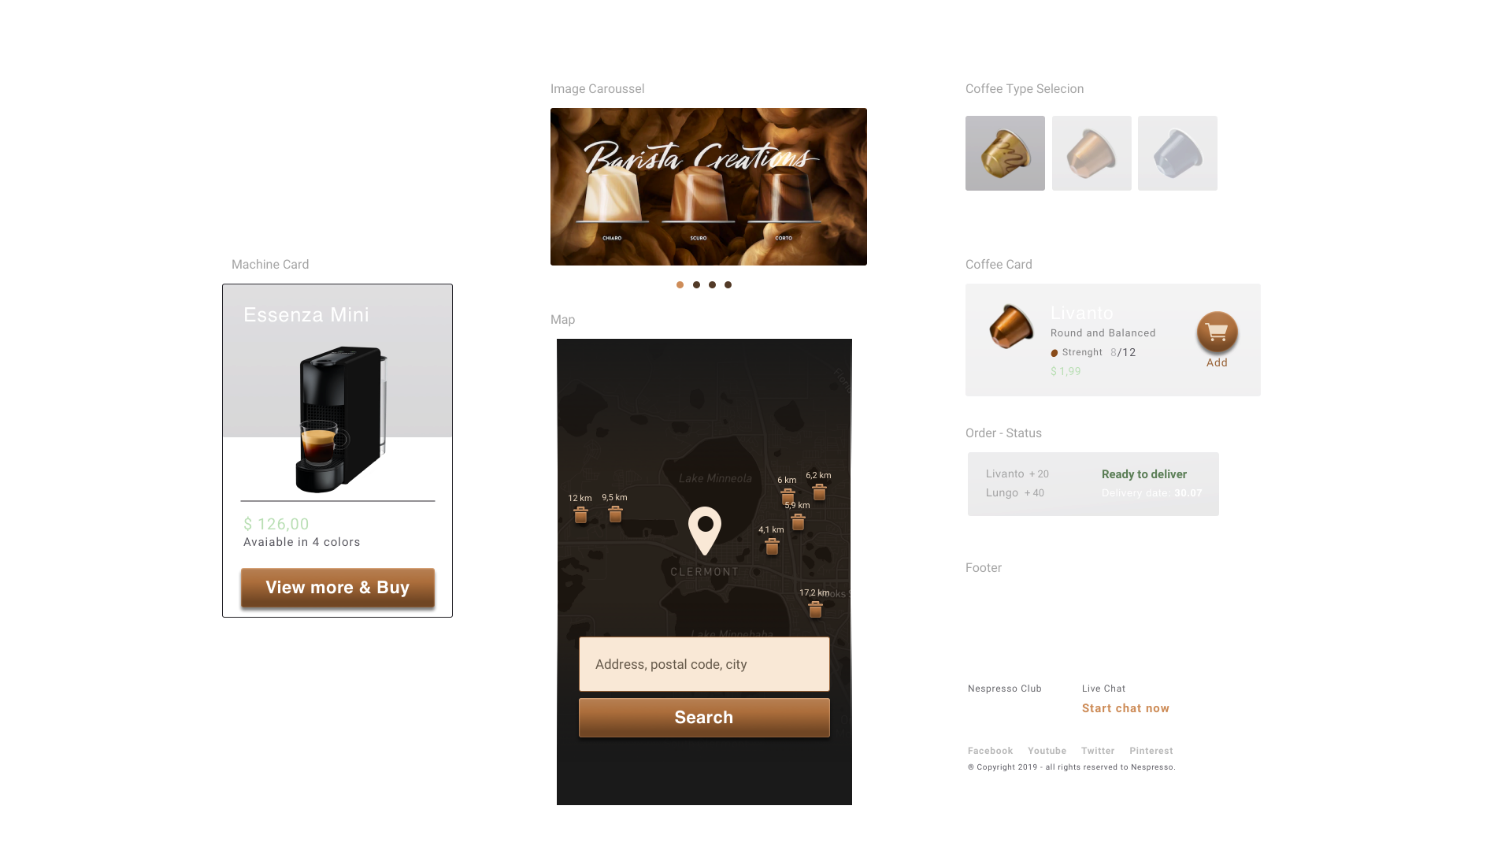 Machine Card
Essenza Mini
$ 126,00
Avaiable in 4 colors
View more & Buy
Image Caroussel
Barista Creations
CHIARO
SCURO
CORTO
Map
Lake Minneola
6 km
6,2 km
12 km
9,5 km
5,9 km
4,1 km
CLERMONT
17,2 km
Lake Minnehaha
Address, postal code, city
Search
Coffee Type Selecion
Coffee Card
Livanto
Round and Balanced
Strenght 8/12
$ 1,99
Add
Order - Status
Livanto + 20
Ready to deliver
Lungo + 40
Delivery date: 30.07
Footer
Nespresso Club
Live Chat
Start chat now
Facebook Youtube Twitter Pinterest
® Copyright 2019 - all rights reserved to Nespresso.